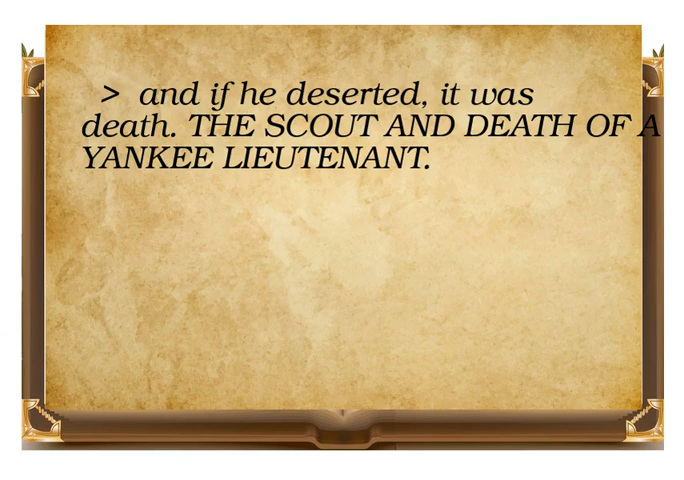 > and if he deserted, it was
death. THE SCOUT AND DEATH OF A
YANKEE LIEUTENANT.